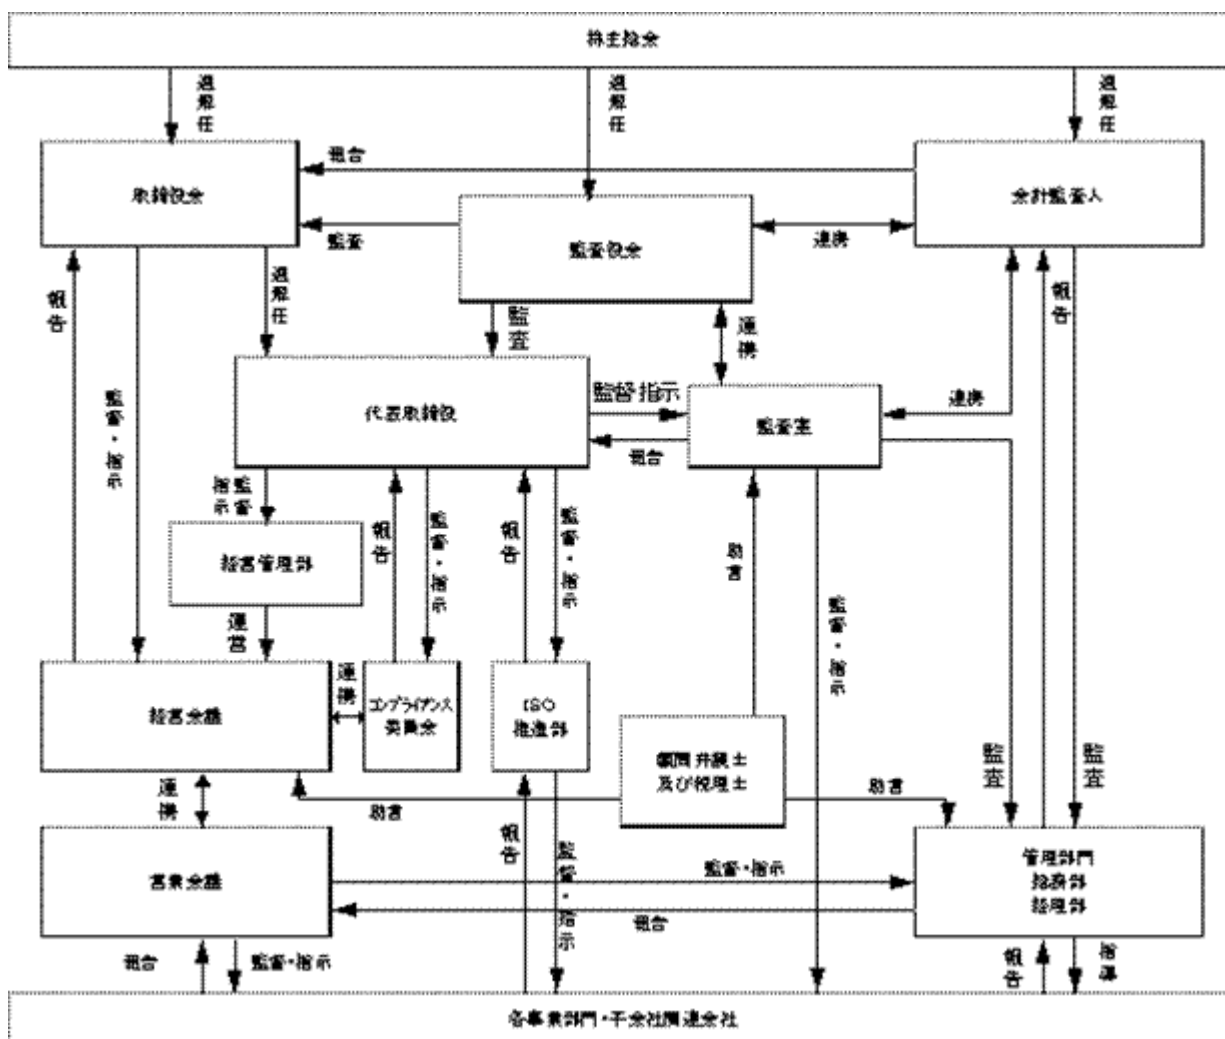 株主総会
選解任
選解任
選解任
取締役会
報告
会計監査人
監査
監査役会
連携
報告
選解任
監査
連携
報告
監督・指示
代表取締役
監督・指示
監査室
連携
報告
指示
監督
報告
監督・指示
報告
監督・指示
助言
監督・指示
経営管理部
運営
連携
経営会議
コンプライアンス
委員会
ISO
推進部
顧問弁護士
及び税理士
監査
監査
連携
助言
助言
営業会議
報告
監督・指示
監督・指示
報告
管理部門
総務部
経理部
報告
監督・指示
報告
指導
各事業部門・子会社関連会社